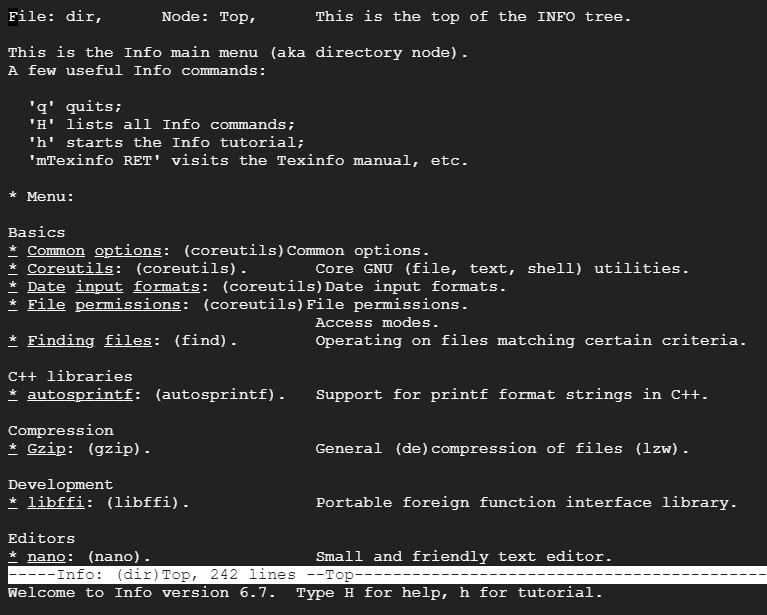 File: dir,      Node: Top,      This is the top of the INFO tree.
This is the Info main menu (aka directory node).
A few useful Info commands:
'q' quits;
'H' lists all Info commands;
'h' starts the Info tutorial;
'mTexinfo RET' visits the Texinfo manual, etc.
* Menu:
Basics
* Common options: (coreutils)Common options.
* Coreutils: (coreutils).       Core GNU (file, text, shell) utilities.
* Date input formats: (coreutils)Date input formats.
* File permissions: (coreutils)File permissions.
Access modes.
* Finding files: (find).        Operating on files matching certain criteria.
C++ libraries
* autosprintf: (autosprintf).   Support for printf format strings in C++.
Compression
* Gzip: (gzip).                 General (de)compression of files (lzw).
Development
* libffi: (libffi).             Portable foreign function interface library.
Editors
* nano: (nano).                 Small and friendly text editor.
-----Info: (dir)Top, 242 lines --Top-------------------------------------------
Welcome to Info version 6.7.  Type H for help, h for tutorial.